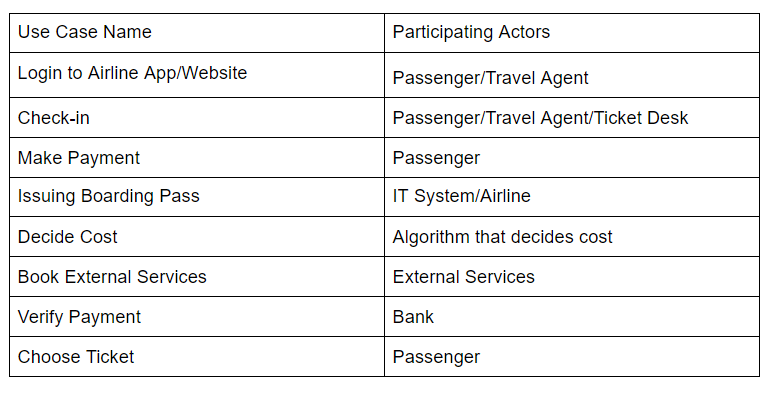 Use Case Name Participating Actors
Login to Airline App/Website Passenger/Travel Agent
Check-in Passenger/Travel Agent/Ticket Desk
Make Payment Passenger
Issuing Boarding Pass IT System/Airline
Decide Cost Algorithm that decides cost
Book External Services External Services
Verify Payment Bank
Choose Ticket Passenger